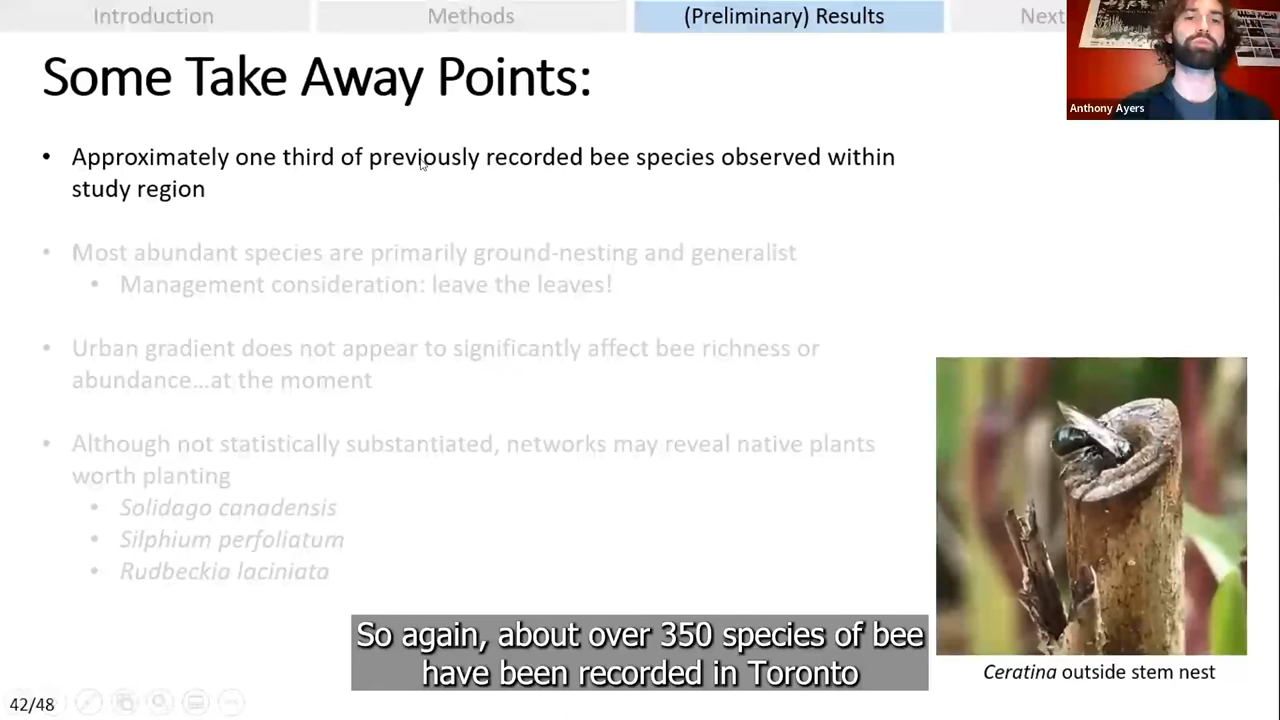 Introduction
Methods
(Preliminary) Results
Next
Anthony Ayers
Some Take Away Points:
• Approximately one third of previously recorded bee species observed within
study region
• Most abundant species are primarily ground-nesting and generalist
• Management consideration: leave the leaves!
• Urban gradient does not appear to significantly affect bee richness or
abundance...at the moment
• Although not statistically substantiated, networks may reveal native plants
worth planting
• Solidago canadensis
• Silphium perfoliatum
• Rudbeckia laciniata
Ceratina outside stem nest
So again, about over 350 species of bee
have been recorded in Toronto
42/48